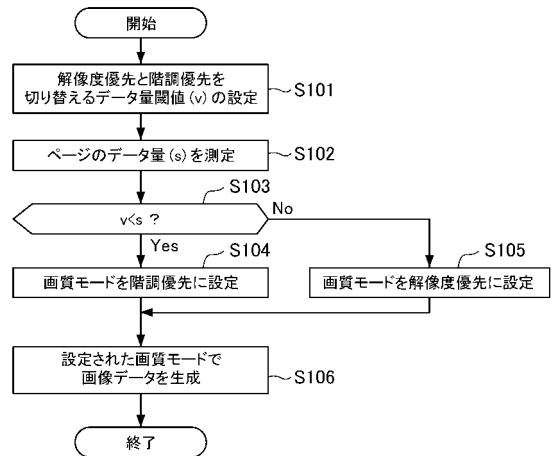 開始
解像度優先と階調優先を
切り替えるデータ量閾値(v)の設定
S101
ページのデータ量(s)を測定
S102
S103
v<s ?
No
Yes
S104
画質モードを階調優先に設定
S105
画質モードを解像度優先に設定
設定された画質モードで
画像データを生成
S106
終了